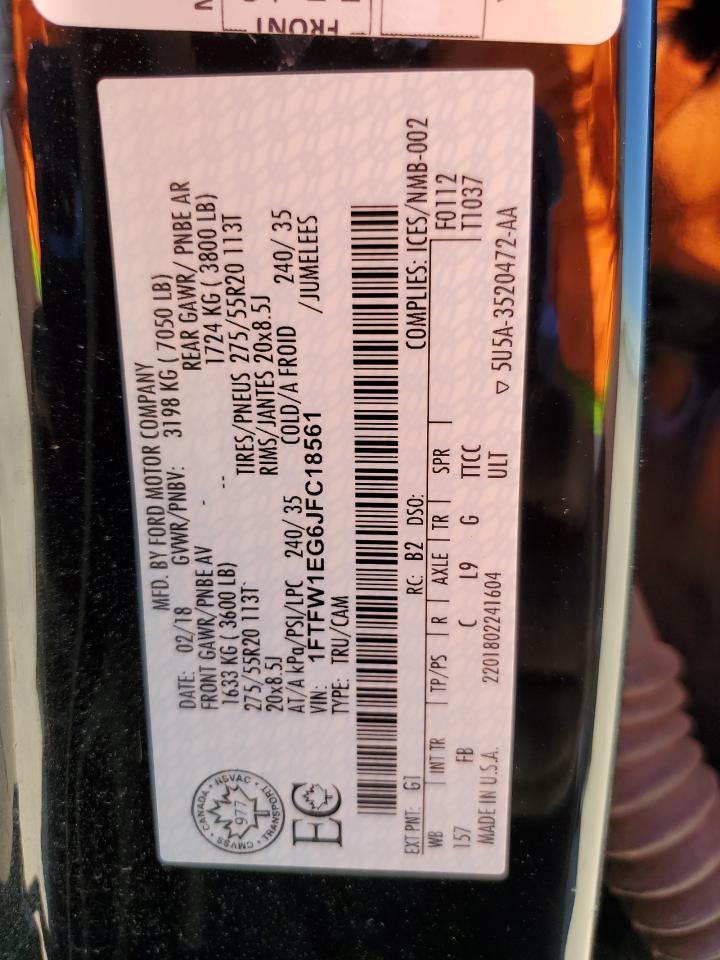 FRONT
MFD. BY FORD MOTOR COMPANY
DATE: 02/18 GVWR/PNBV: 3198 KG ( 7050 LB)
FRONT GAWR/PNBE AV REAR GAWR/ PNBE AR
1633 KG ( 3600 LB) - 1724 KG ( 3800 LB)
275/55R20 113T -- TIRES/PNEUS 275/55R20 113T
20x8.5J RIMS/JANTES 20x8.5J
AT/A kPa/PSI/LPC 240/ 35 COLD/A FROID 240/ 35
VIN: 1FTFW1EG6JFC18561 /JUMELEES
TYPE: TRU/CAM
CANADA · NSVAC · TRANSPORT · CMVSS
977
T
EC
COMPLIES: ICES/NMB-002
EXT PNT: G1 RC: B2 DSO: F0112
WB INT TR TP/PS R AXLE TR SPR T1037
157 FB C L9 G TTCC
MADE IN U.S.A. 2201802241604 ULT ▽ 5U5A-3520472-AA